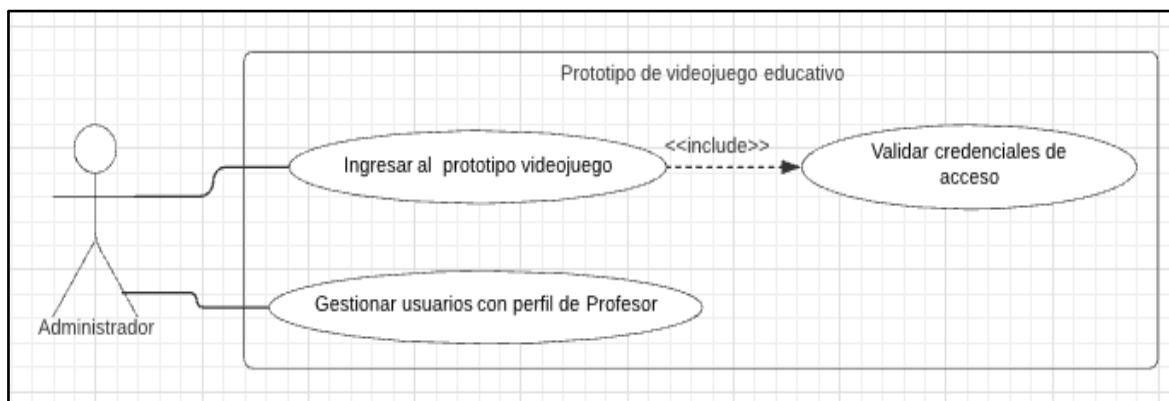 Prototipo de videojuego educativo
<<include>>
Ingresar al prototipo videojuego
Validar credenciales de
acceso
Gestionar usuarios con perfil de Profesor
Administrador